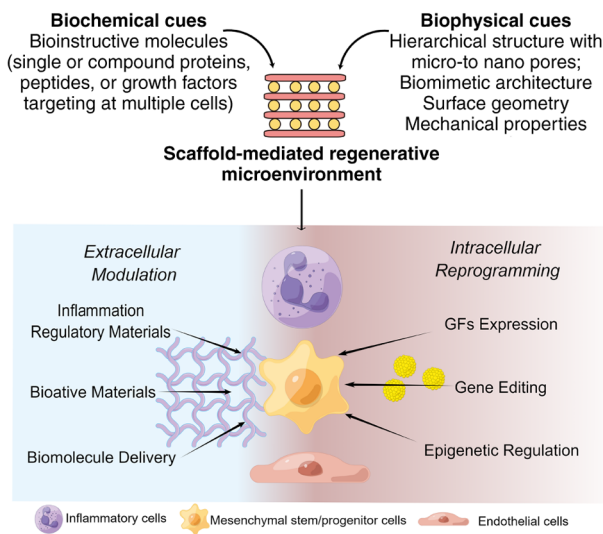 Biochemical cues
Bioinstructive molecules
(single or compound proteins,
peptides, or growth factors
targeting at multiple cells)
Biophysical cues
Hierarchical structure with
micro-to nano pores;
Biomimetic architecture
Surface geometry
Mechanical properties
Scaffold-mediated regenerative
microenvironment
Extracellular
Modulation
Intracellular
Reprogramming
Inflammation
Regulatory Materials
Bioative Materials
Biomolecule Delivery
GFs Expression
Gene Editing
Epigenetic Regulation
Inflammatory cells
Mesenchymal stem/progenitor cells
Endothelial cells